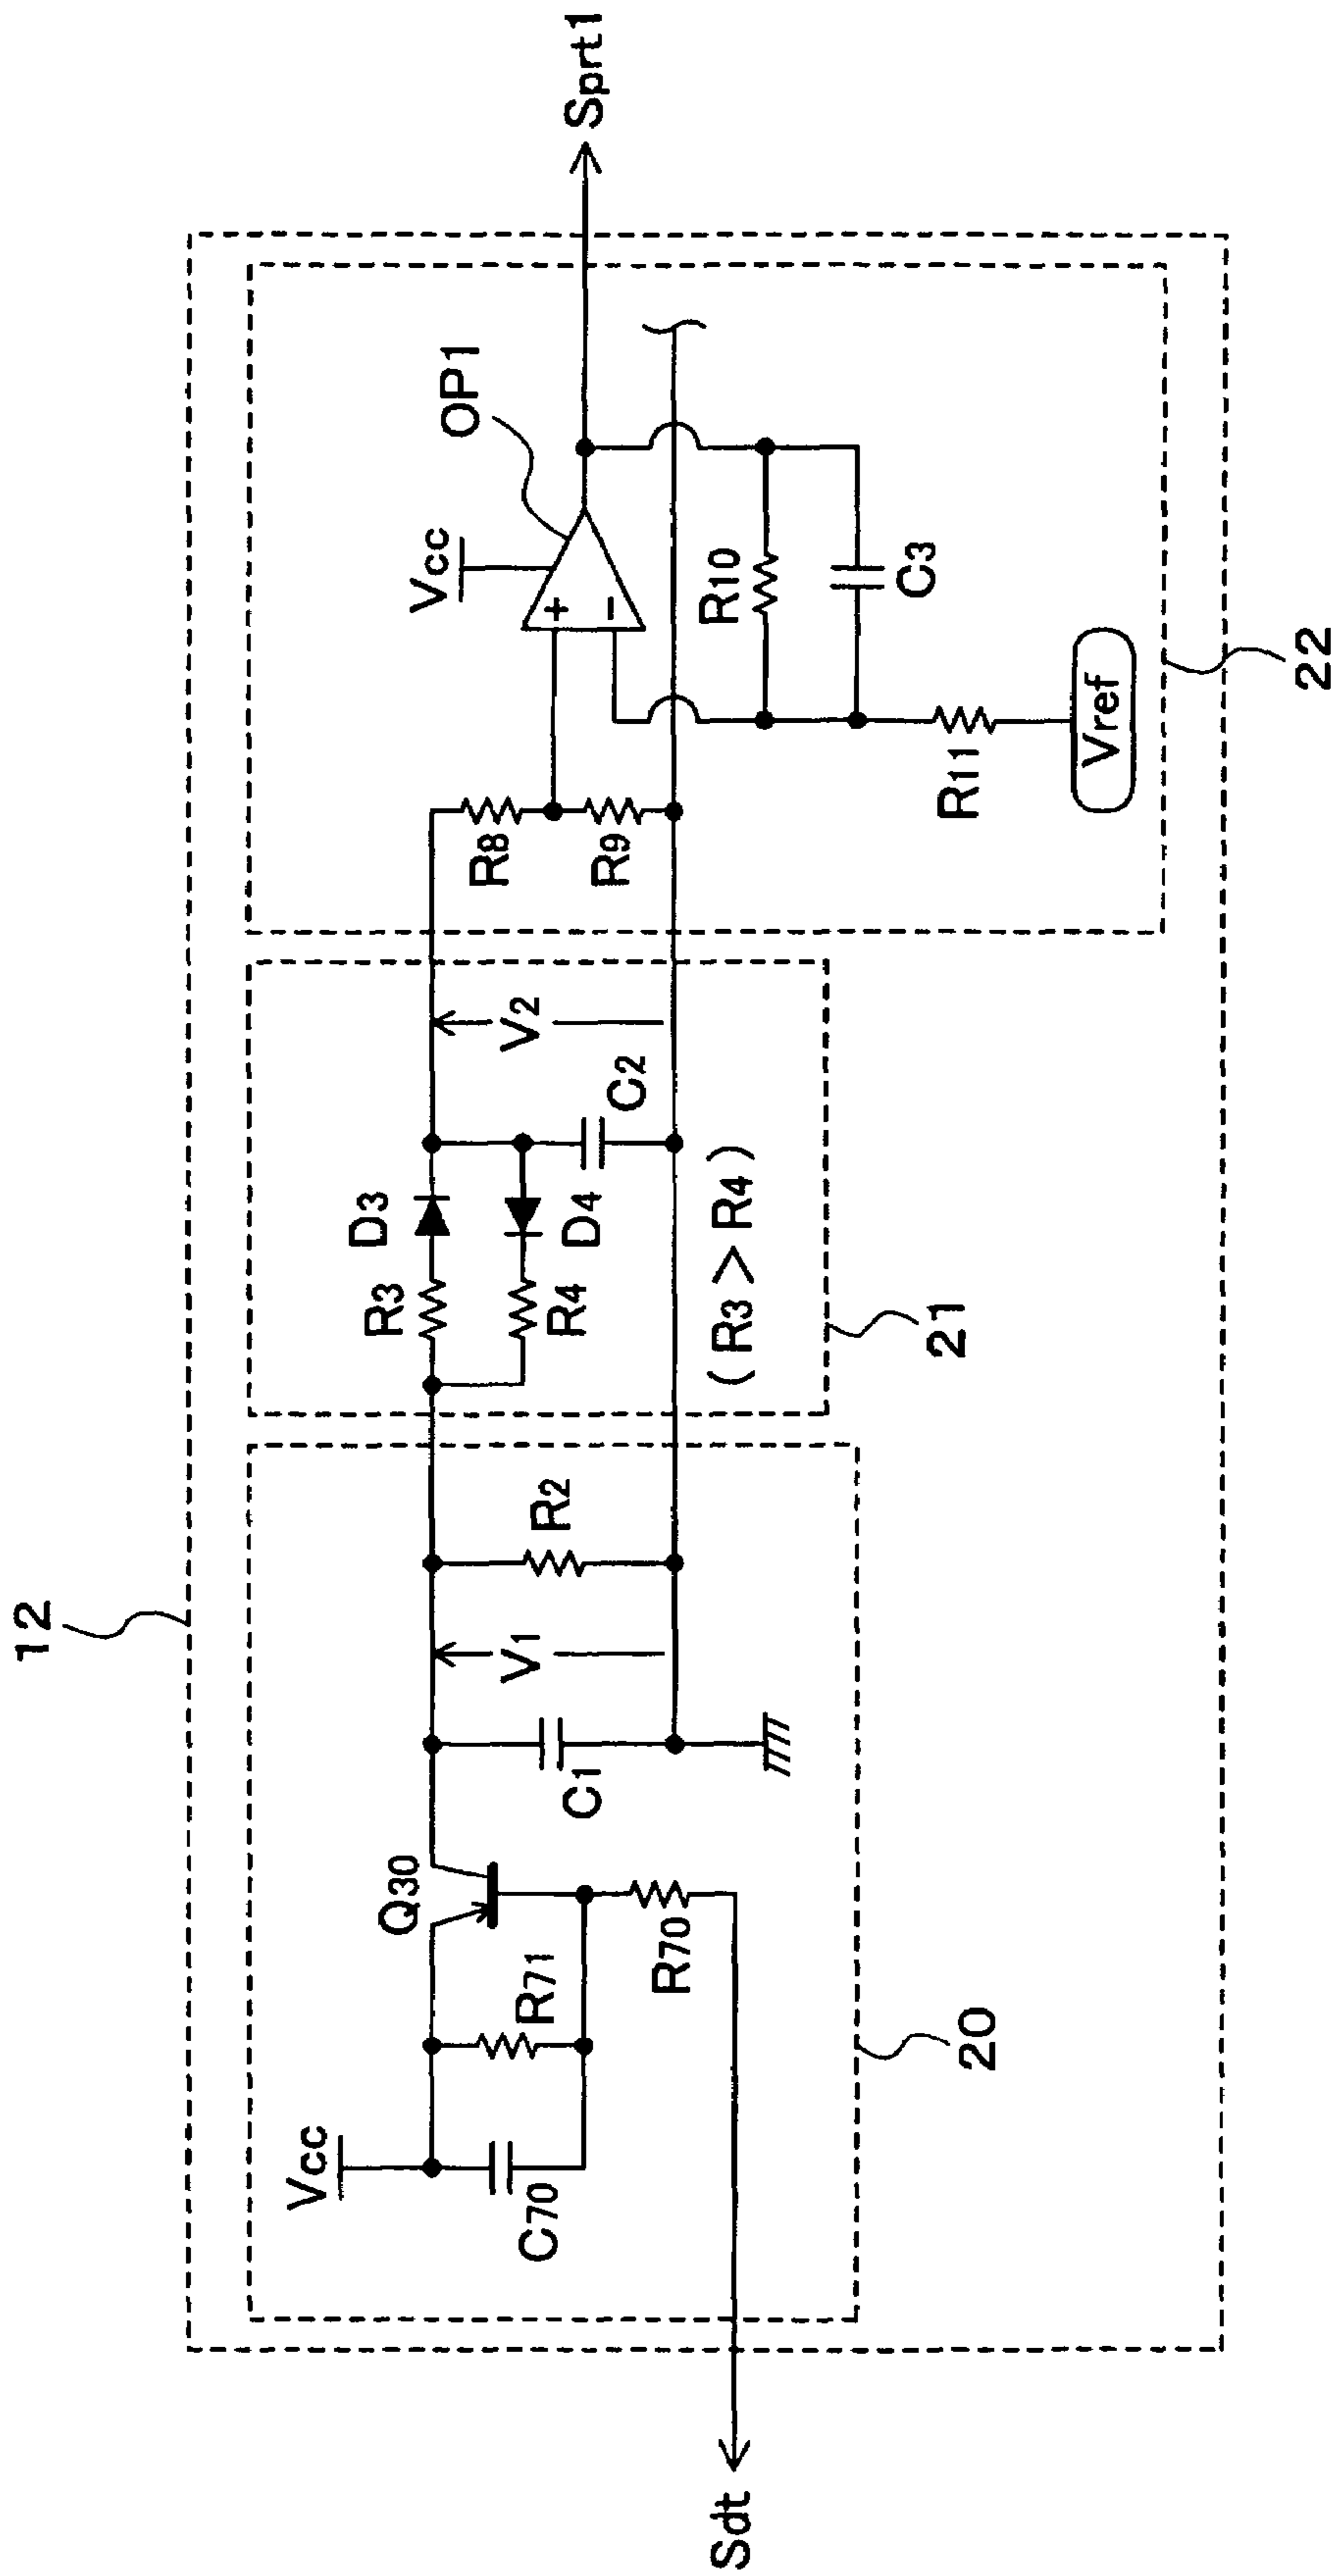 12
Vcc
C70
R71
Q30
R70
Sdt
20
C1
V1
R2
R3
D3
R4
D4
C2
V2
(R3 > R4)
21
R8
R9
Vcc
OP1
+
−
R10
C3
R11
Vref
22
Sprt1